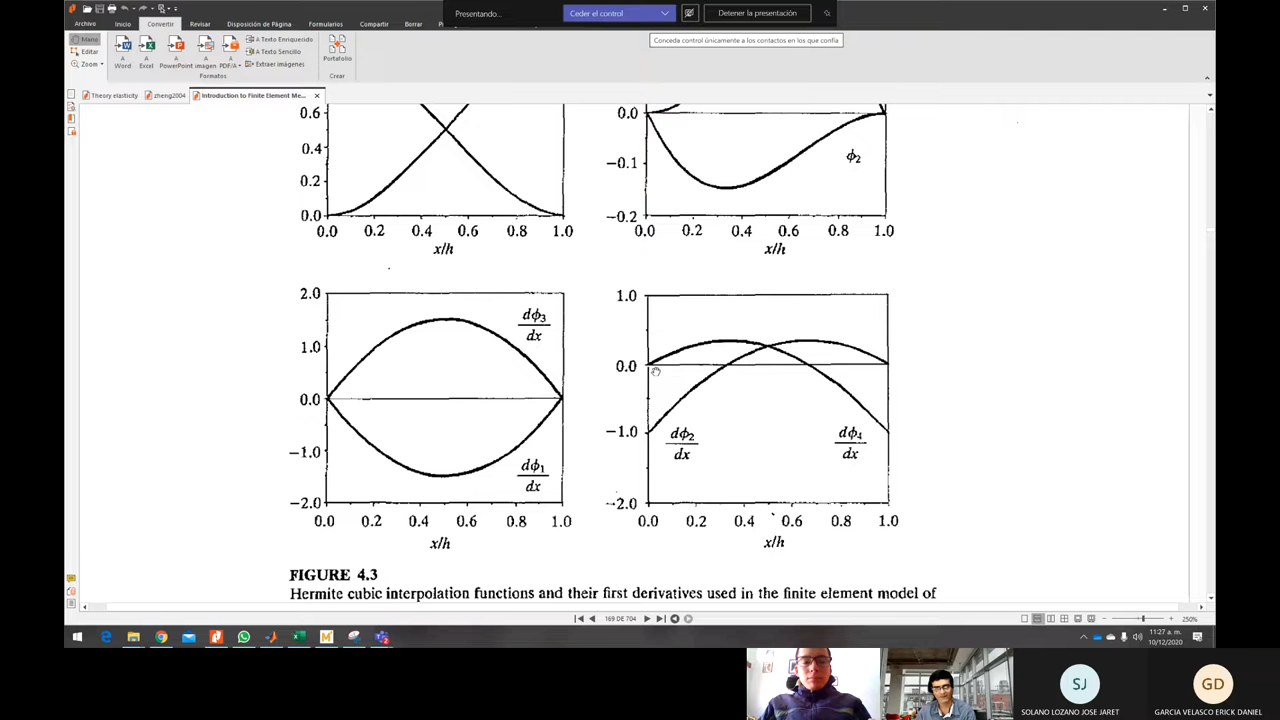 Presentando...
Ceder el control
Detener la presentación
Conceda control únicamente a los contactos en los que confía
Archivo
Inicio
Convertir
Revisar
Disposición de Página
Formularios
Compartir
Borrar
Mano
Editar
Zoom
A Word
A Excel
A PowerPoint
A imagen
A PDF/A
A Texto Enriquecido
A Texto Sencillo
Extraer imágenes
Formatos
Portafolio
Crear
Theory elasticity
zheng2004
Introduction to Finite Element Me...
0.6
0.4
0.2
0.0
0.0 0.2 0.4 0.6 0.8 1.0
x/h
0.0
−0.1
−0.2
ϕ2
0.0 0.2 0.4 0.6 0.8 1.0
x/h
2.0
1.0
0.0
−1.0
−2.0
dϕ3
dx
dϕ1
dx
0.0 0.2 0.4 0.6 0.8 1.0
x/h
1.0
0.0
−1.0
−2.0
dϕ2
dx
dϕ4
dx
0.0 0.2 0.4 0.6 0.8 1.0
x/h
FIGURE 4.3
Hermite cubic interpolation functions and their first derivatives used in the finite element model of
169 DE 704
250%
11:27 a. m.
10/12/2020
SJ
SOLANO LOZANO JOSE JARET
GD
GARCIA VELASCO ERICK DANIEL